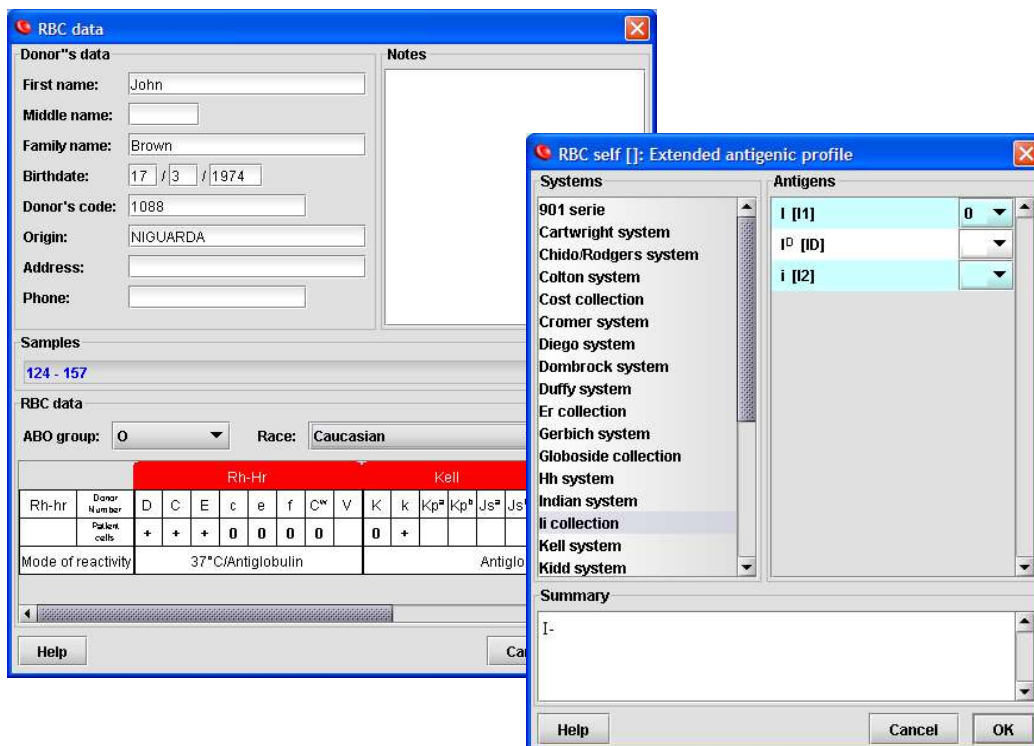 RBC data
Donor"s data
Notes
First name: John
Middle name:
Family name: Brown
Birthdate: 17 / 3 / 1974
Donor's code: 1088
Origin: NIGUARDA
Address:
Phone:
Samples
124 - 157
RBC data
ABO group: O Race: Caucasian
Rh-Hr Kell
Rh-hr Donor Number D C E c e f Cʷ V K k Kpᵃ Kpᵇ Jsᵃ
Patient cells + + + 0 0 0 0 0 +
Mode of reactivity 37°C/Antiglobulin
Help
RBC self []: Extended antigenic profile
Systems
901 serie
Cartwright system
Chido/Rodgers system
Colton system
Cost collection
Cromer system
Diego system
Dombrock system
Duffy system
Er collection
Gerbich system
Globoside collection
Hh system
Indian system
Ii collection
Kell system
Kidd system
Antigens
I [I1] 0
Iᴰ [ID]
i [I2]
Summary
I-
Help Cancel OK